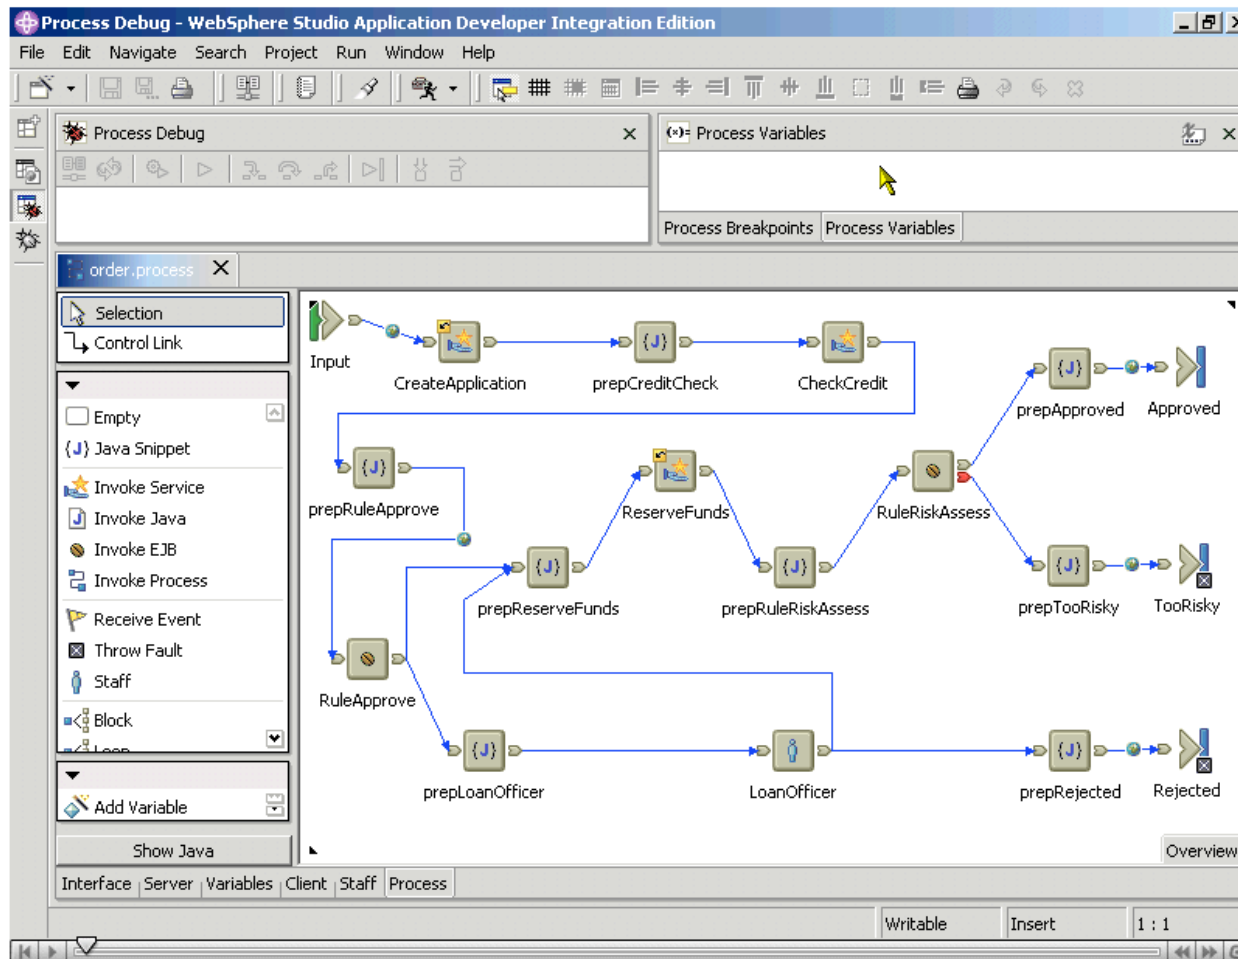 Process Debug - WebSphere Studio Application Developer Integration Edition
File Edit Navigate Search Project Run Window Help
Process Debug
(x)= Process Variables
Process Breakpoints Process Variables
order.process
Selection
Control Link
Empty
{J} Java Snippet
Invoke Service
Invoke Java
Invoke EJB
Invoke Process
Receive Event
Throw Fault
Staff
Block
Loop
Add Variable
Show Java
Input
CreateApplication
{J}
prepCreditCheck
CheckCredit
{J}
prepApproved
Approved
{J}
prepRuleApprove
ReserveFunds
RuleRiskAssess
{J}
prepReserveFunds
{J}
prepRuleRiskAssess
{J}
prepTooRisky
TooRisky
RuleApprove
{J}
prepLoanOfficer
LoanOfficer
{J}
prepRejected
Rejected
Overview
Interface Server Variables Client Staff Process
Writable Insert 1 : 1